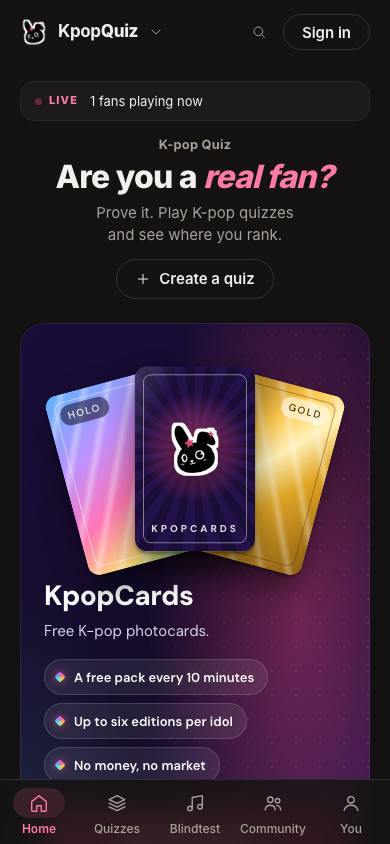 KpopQuiz
Sign in
LIVE 1 fans playing now
K-pop Quiz
Are you a real fan?
Prove it. Play K-pop quizzes
and see where you rank.
+ Create a quiz
HOLO
GOLD
KPOPCARDS
KpopCards
Free K-pop photocards.
A free pack every 10 minutes
Up to six editions per idol
No money, no market
Home
Quizzes
Blindtest
Community
You